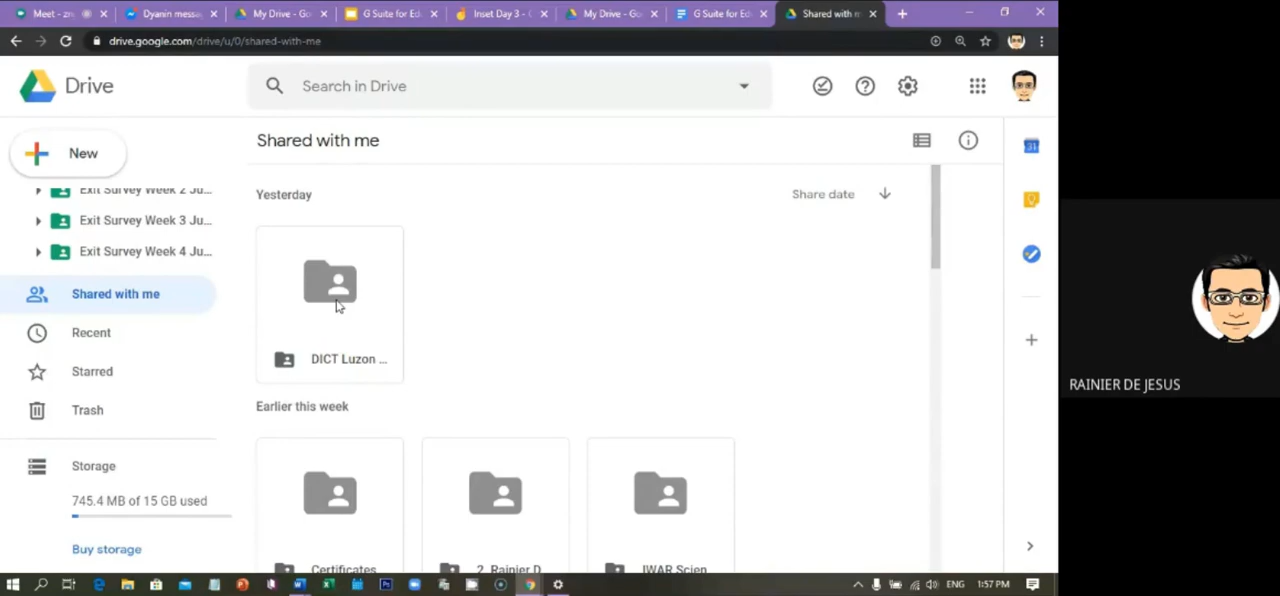 Meet - zn
Dyanin messa
My Drive - Go
G Suite for Ed
Inset Day 3 - G
My Drive - Go
G Suite for Ed
Shared with m
drive.google.com/drive/u/0/shared-with-me
Drive
Search in Drive
New
Shared with me
Exit Survey Week 2 Ju...
Yesterday
Share date
Exit Survey Week 3 Ju...
Exit Survey Week 4 Ju...
Shared with me
Recent
DICT Luzon ...
Starred
RAINIER DE JESUS
Earlier this week
Trash
Storage
745.4 MB of 15 GB used
Buy storage
Certificates
2. Rainier D
IWAR Scien
31
ENG
1:57 PM